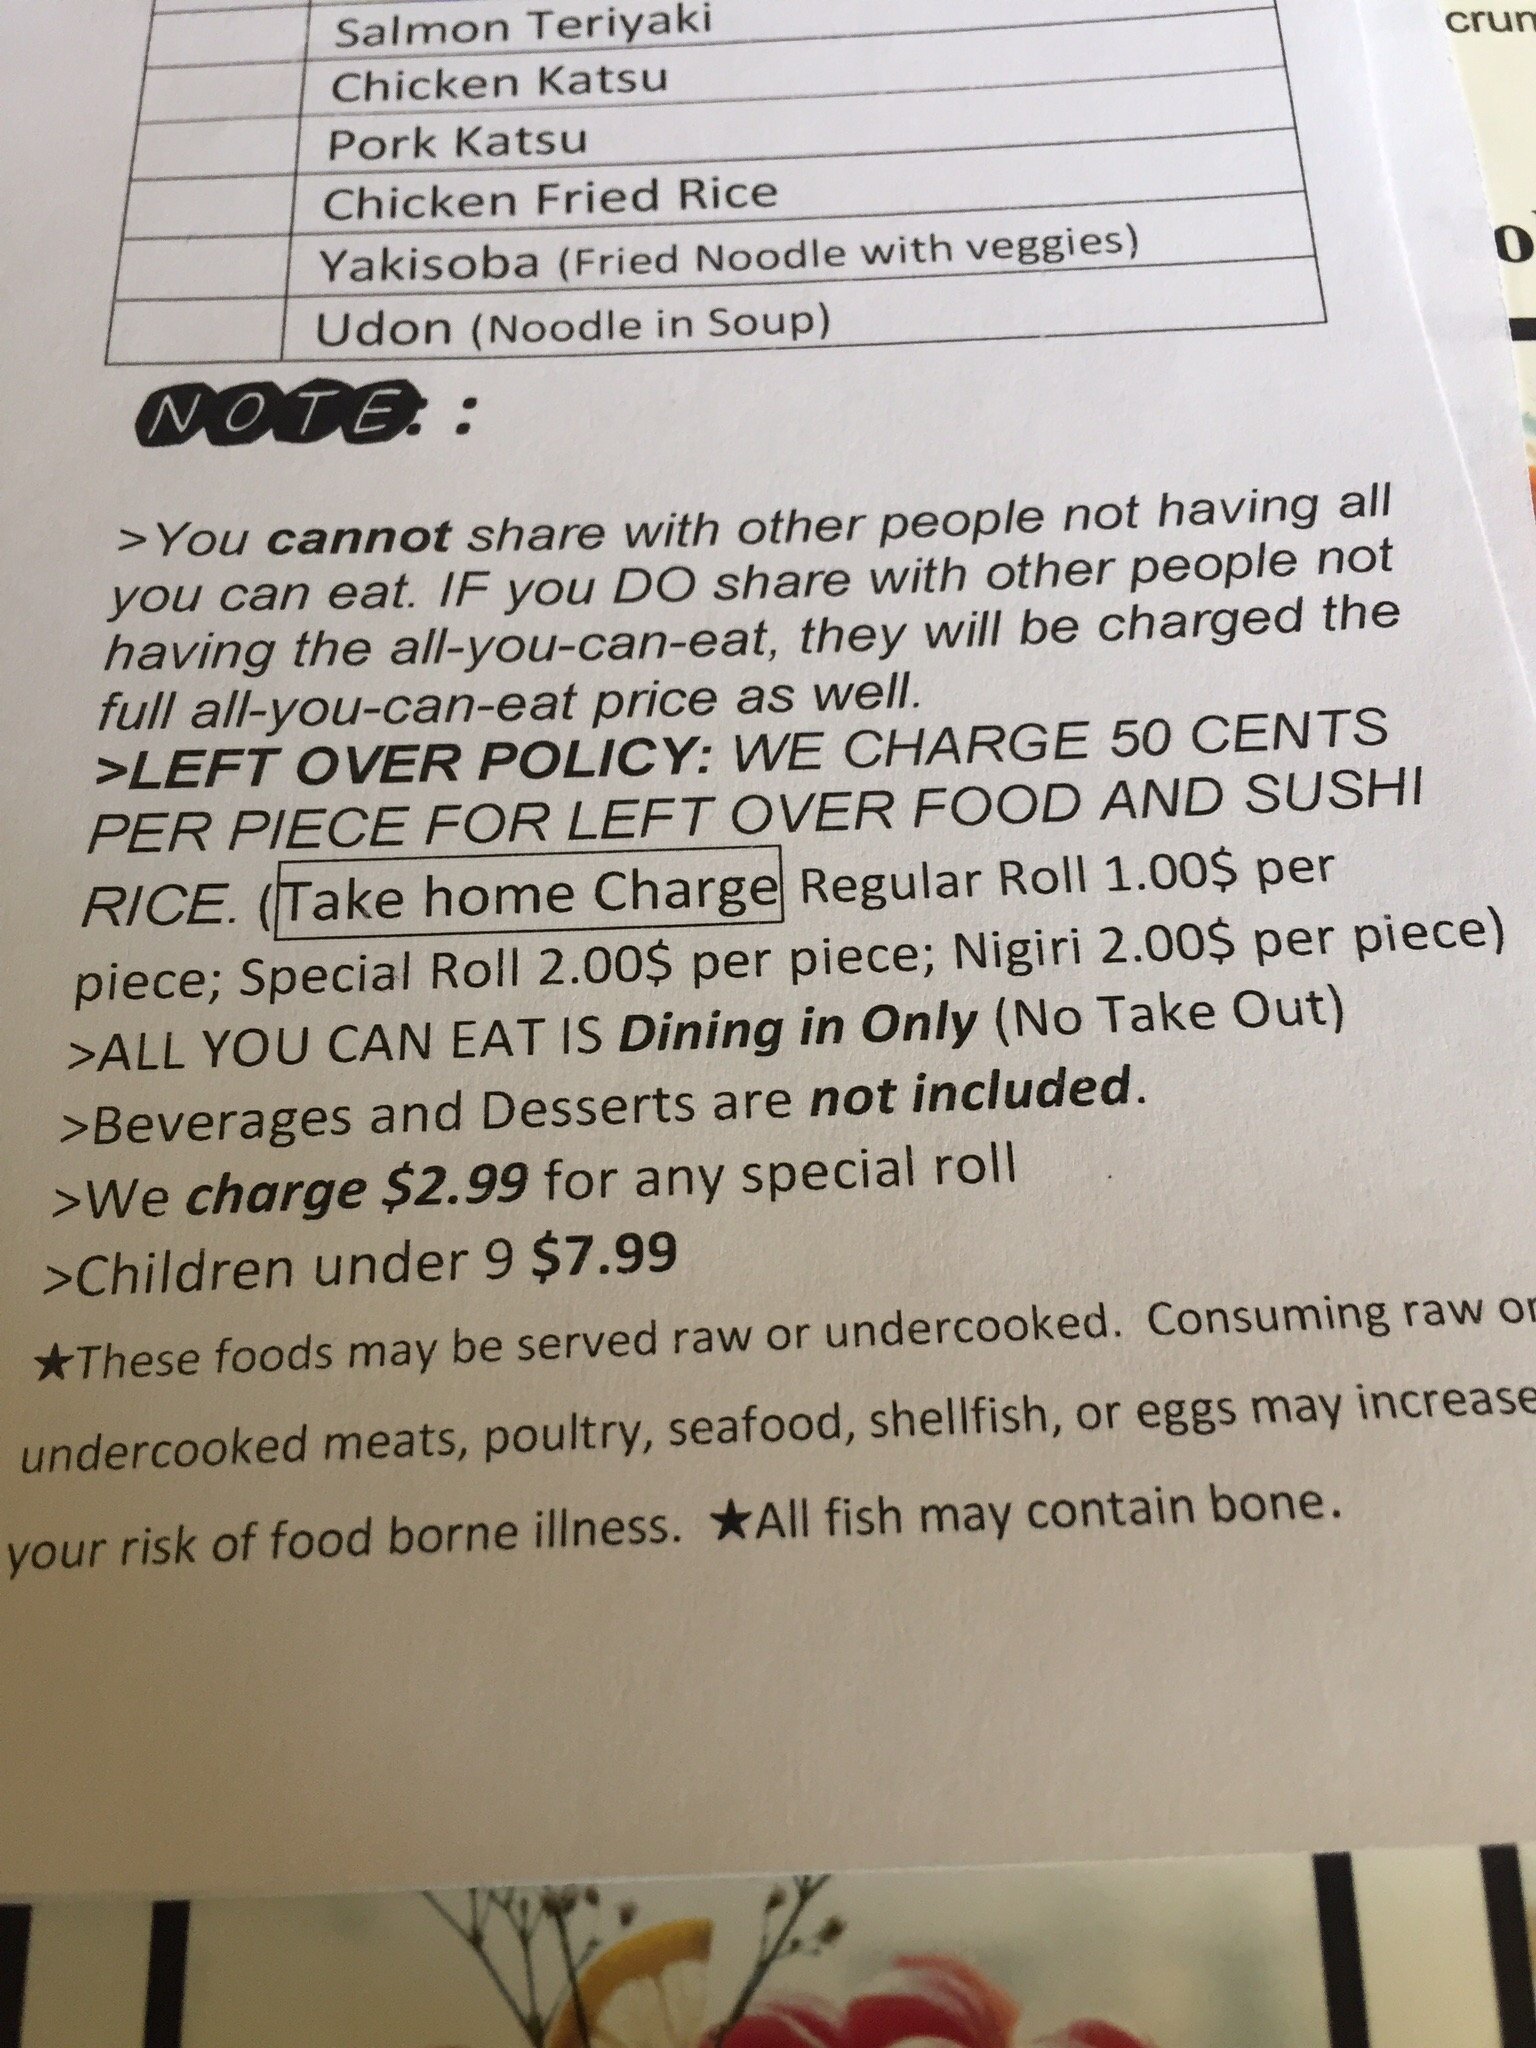 Salmon Teriyaki
Chicken Katsu
Pork Katsu
Chicken Fried Rice
Yakisoba (Fried Noodle with veggies)
Udon (Noodle in Soup)
NOTE: :
>You cannot share with other people not having all
you can eat. IF you DO share with other people not
having the all-you-can-eat, they will be charged the
full all-you-can-eat price as well.
>LEFT OVER POLICY: WE CHARGE 50 CENTS
PER PIECE FOR LEFT OVER FOOD AND SUSHI
RICE. (Take home Charge Regular Roll 1.00$ per
piece; Special Roll 2.00$ per piece; Nigiri 2.00$ per piece)
>ALL YOU CAN EAT IS Dining in Only (No Take Out)
>Beverages and Desserts are not included.
>We charge $2.99 for any special roll
>Children under 9 $7.99
★These foods may be served raw or undercooked. Consuming raw or
undercooked meats, poultry, seafood, shellfish, or eggs may increase
your risk of food borne illness. ★All fish may contain bone.